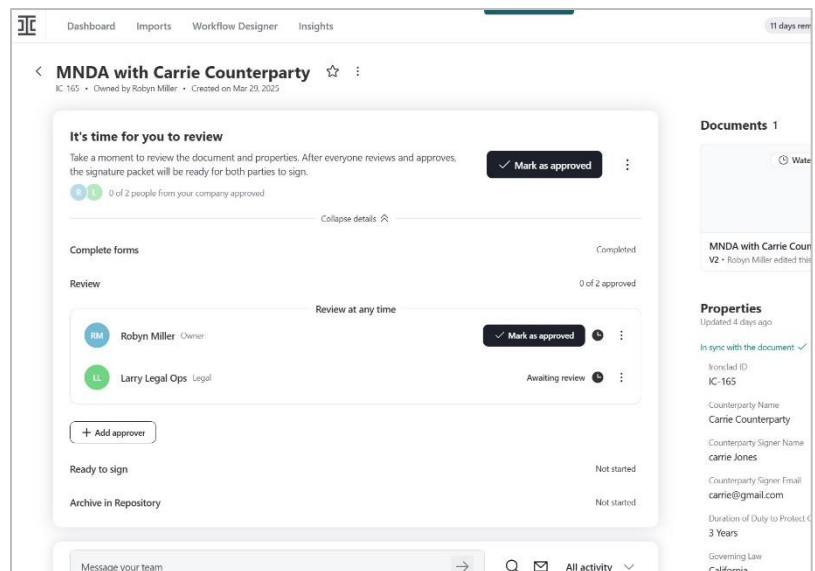 Dashboard Imports Workflow Designer Insights
11 days rem
MNDA with Carrie Counterparty
IC 165 • Owned by Robyn Miller • Created on Mar 29, 2025
It's time for you to review
Take a moment to review the document and properties. After everyone reviews and approves,
the signature packet will be ready for both parties to sign.
Mark as approved
R L 0 of 2 people from your company approved
Collapse details
Complete forms Completed
Review 0 of 2 approved
Review at any time
RM Robyn Miller Owner Mark as approved
LL Larry Legal Ops Legal Awaiting review
+ Add approver
Ready to sign Not started
Archive in Repository Not started
Message your team All activity
Documents 1
Wate
MNDA with Carrie Coun
V2 • Robyn Miller edited this
Properties
Updated 4 days ago
In sync with the document
Ironclad ID
IC-165
Counterparty Name
Carrie Counterparty
Counterparty Signer Name
carrie Jones
Counterparty Signer Email
carrie@gmail.com
Duration of Duty to Protect C
3 Years
Governing Law
California